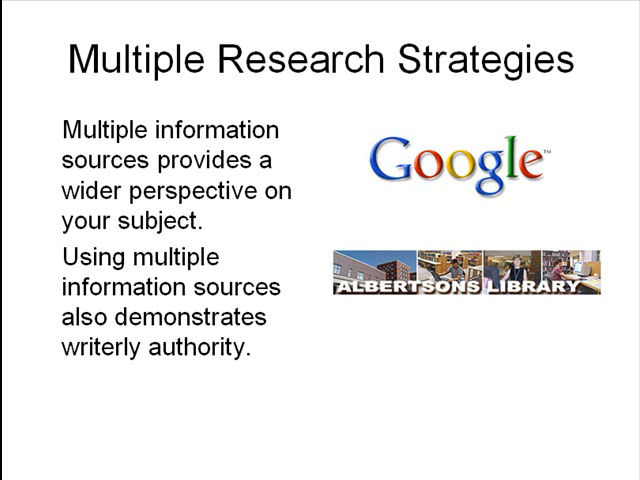 Multiple Research Strategies
Multiple information
sources provides a
wider perspective on
your subject.
Using multiple
information sources
also demonstrates
writerly authority.
Google™
ALBERTSONS LIBRARY